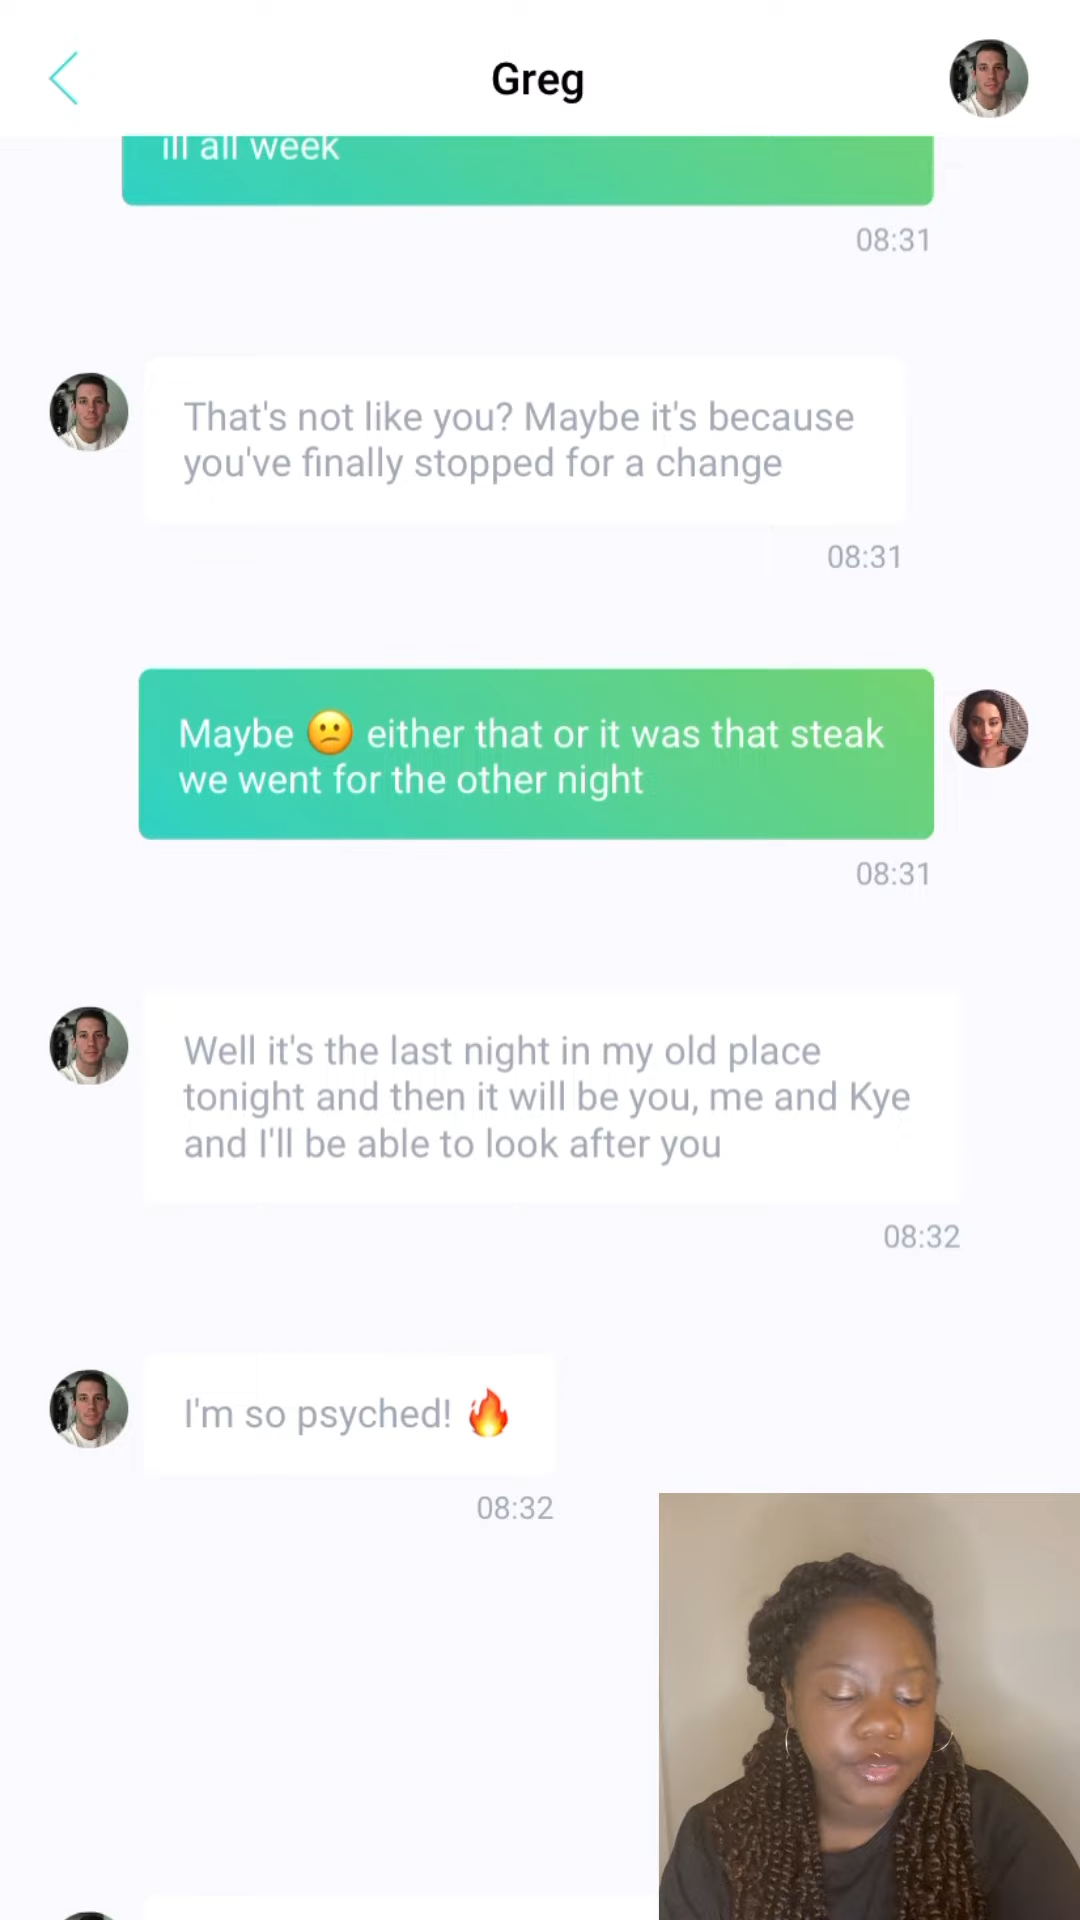 Greg
ill all week
08:31
That's not like you? Maybe it's because
you've finally stopped for a change
08:31
Maybe 😕 either that or it was that steak
we went for the other night
08:31
Well it's the last night in my old place
tonight and then it will be you, me and Kye
and I'll be able to look after you
08:32
I'm so psyched! 🔥
08:32